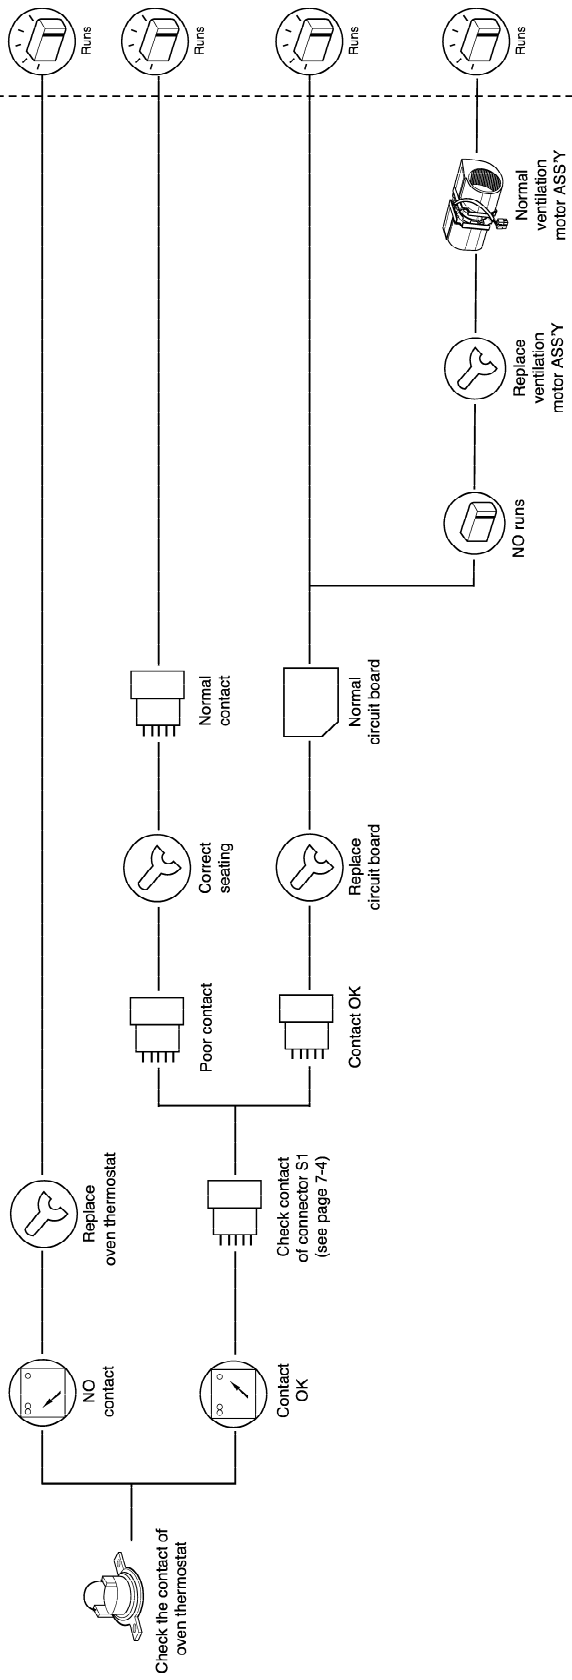 Check the contact of
oven thermostat
NO
contact
Replace
oven thermostat
Runs
Contact
OK
Check contact
of connector S1
(see page 7-4)
Poor contact
Correct
seating
Normal
contact
Runs
Contact OK
Replace
circuit board
Normal
circuit board
Runs
NO runs
Replace
ventilation
motor ASS'Y
Normal
ventilation
motor ASS'Y
Runs